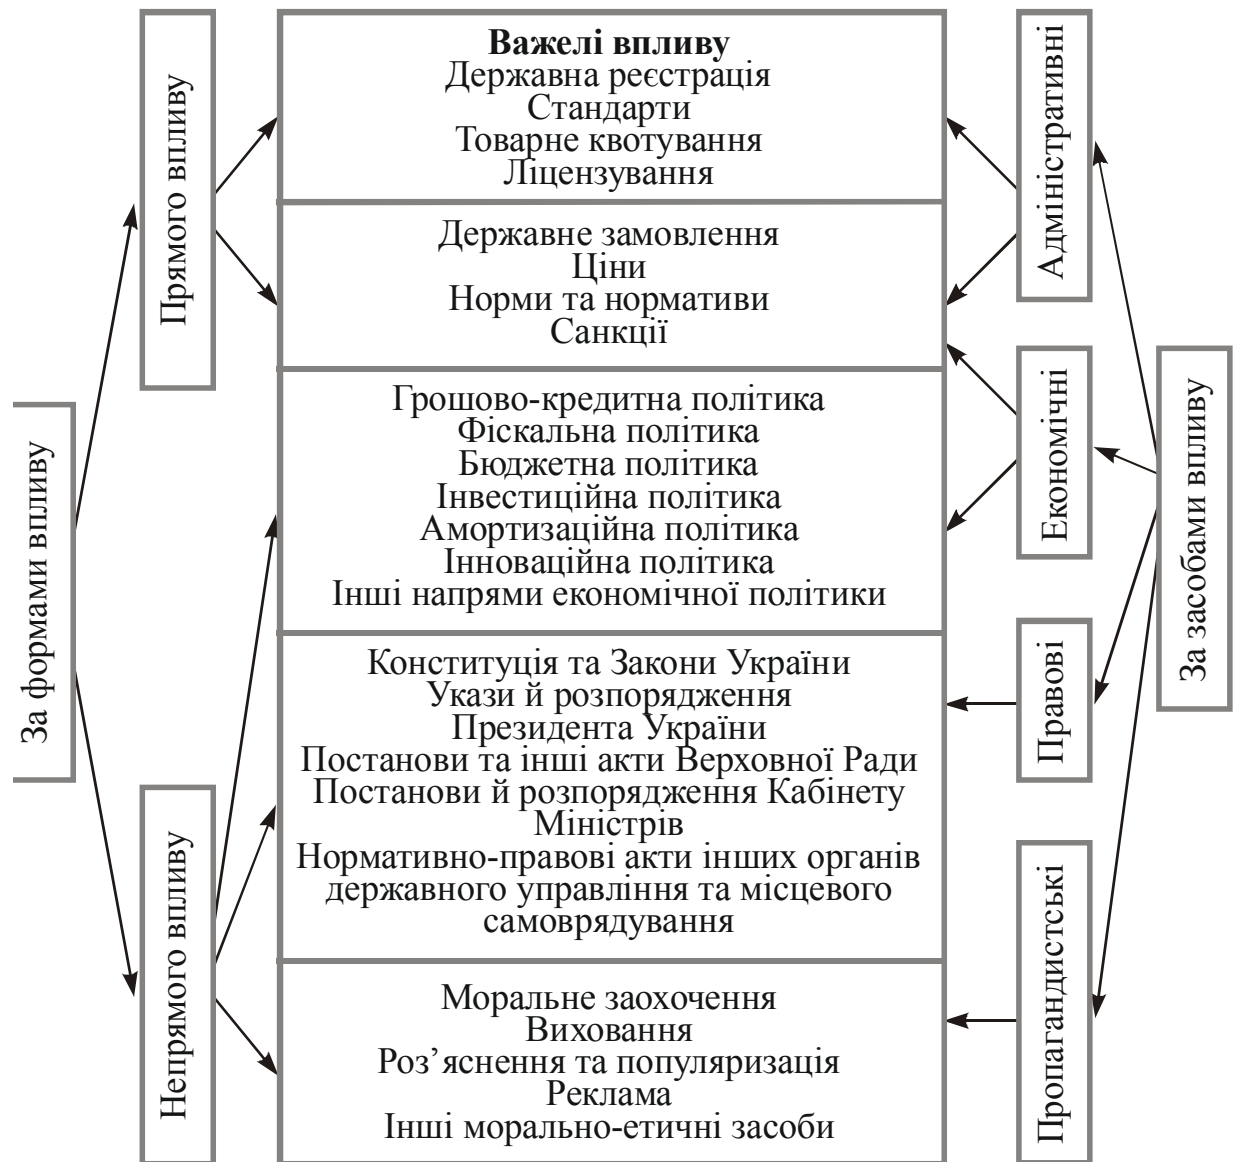 За формами впливу
Прямого впливу
Непрямого впливу
Важелі впливу
Державна реєстрація
Стандарти
Товарне квотування
Ліцензування
Державне замовлення
Ціни
Норми та нормативи
Санкції
Грошово-кредитна політика
Фіскальна політика
Бюджетна політика
Інвестиційна політика
Амортизаційна політика
Інноваційна політика
Інші напрями економічної політики
Конституція та Закони України
Укази й розпорядження
Президента України
Постанови та інші акти Верховної Ради
Постанови й розпорядження Кабінету
Міністрів
Нормативно-правові акти інших органів
державного управління та місцевого
самоврядування
Моральне заохочення
Виховання
Роз’яснення та популяризація
Реклама
Інші морально-етичні засоби
Адміністративні
Економічні
Правові
Пропагандистські
За засобами впливу